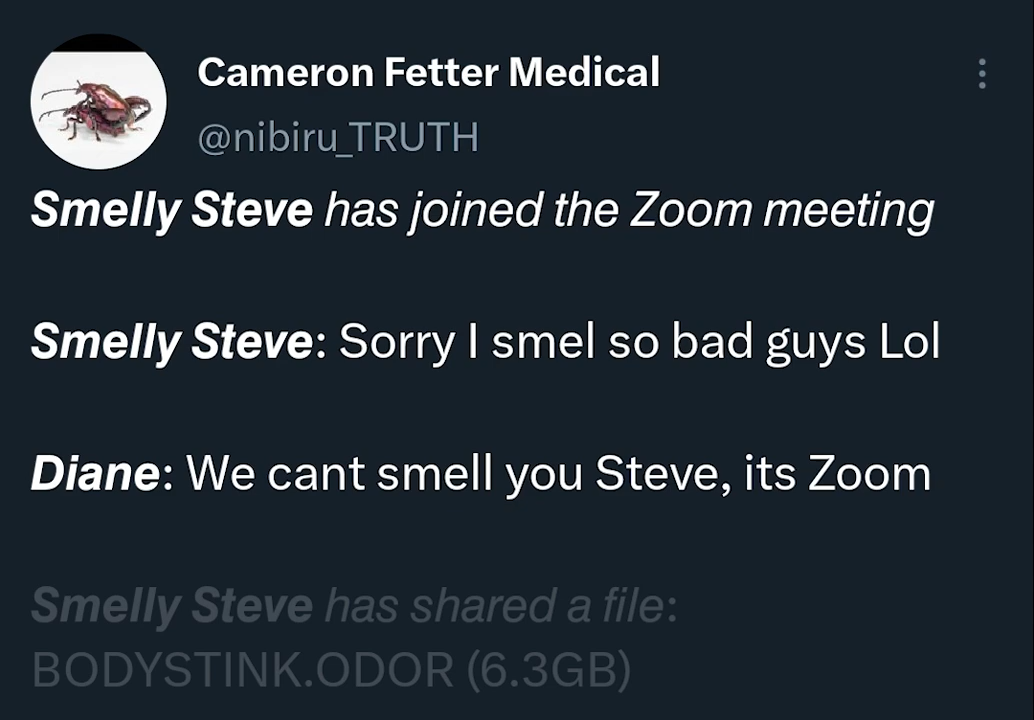 Cameron Fetter Medical
@nibiru_TRUTH
Smelly Steve has joined the Zoom meeting
Smelly Steve: Sorry I smel so bad guys Lol
Diane: We cant smell you Steve, its Zoom
Smelly Steve has shared a file:
BODYSTINK.ODOR (6.3GB)